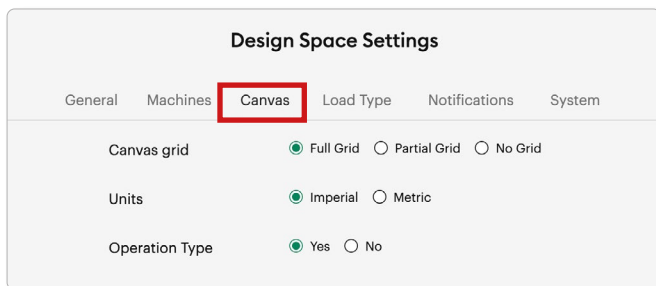 Design Space Settings
General Machines Canvas Load Type Notifications System
Canvas grid Full Grid Partial Grid No Grid
Units Imperial Metric
Operation Type Yes No